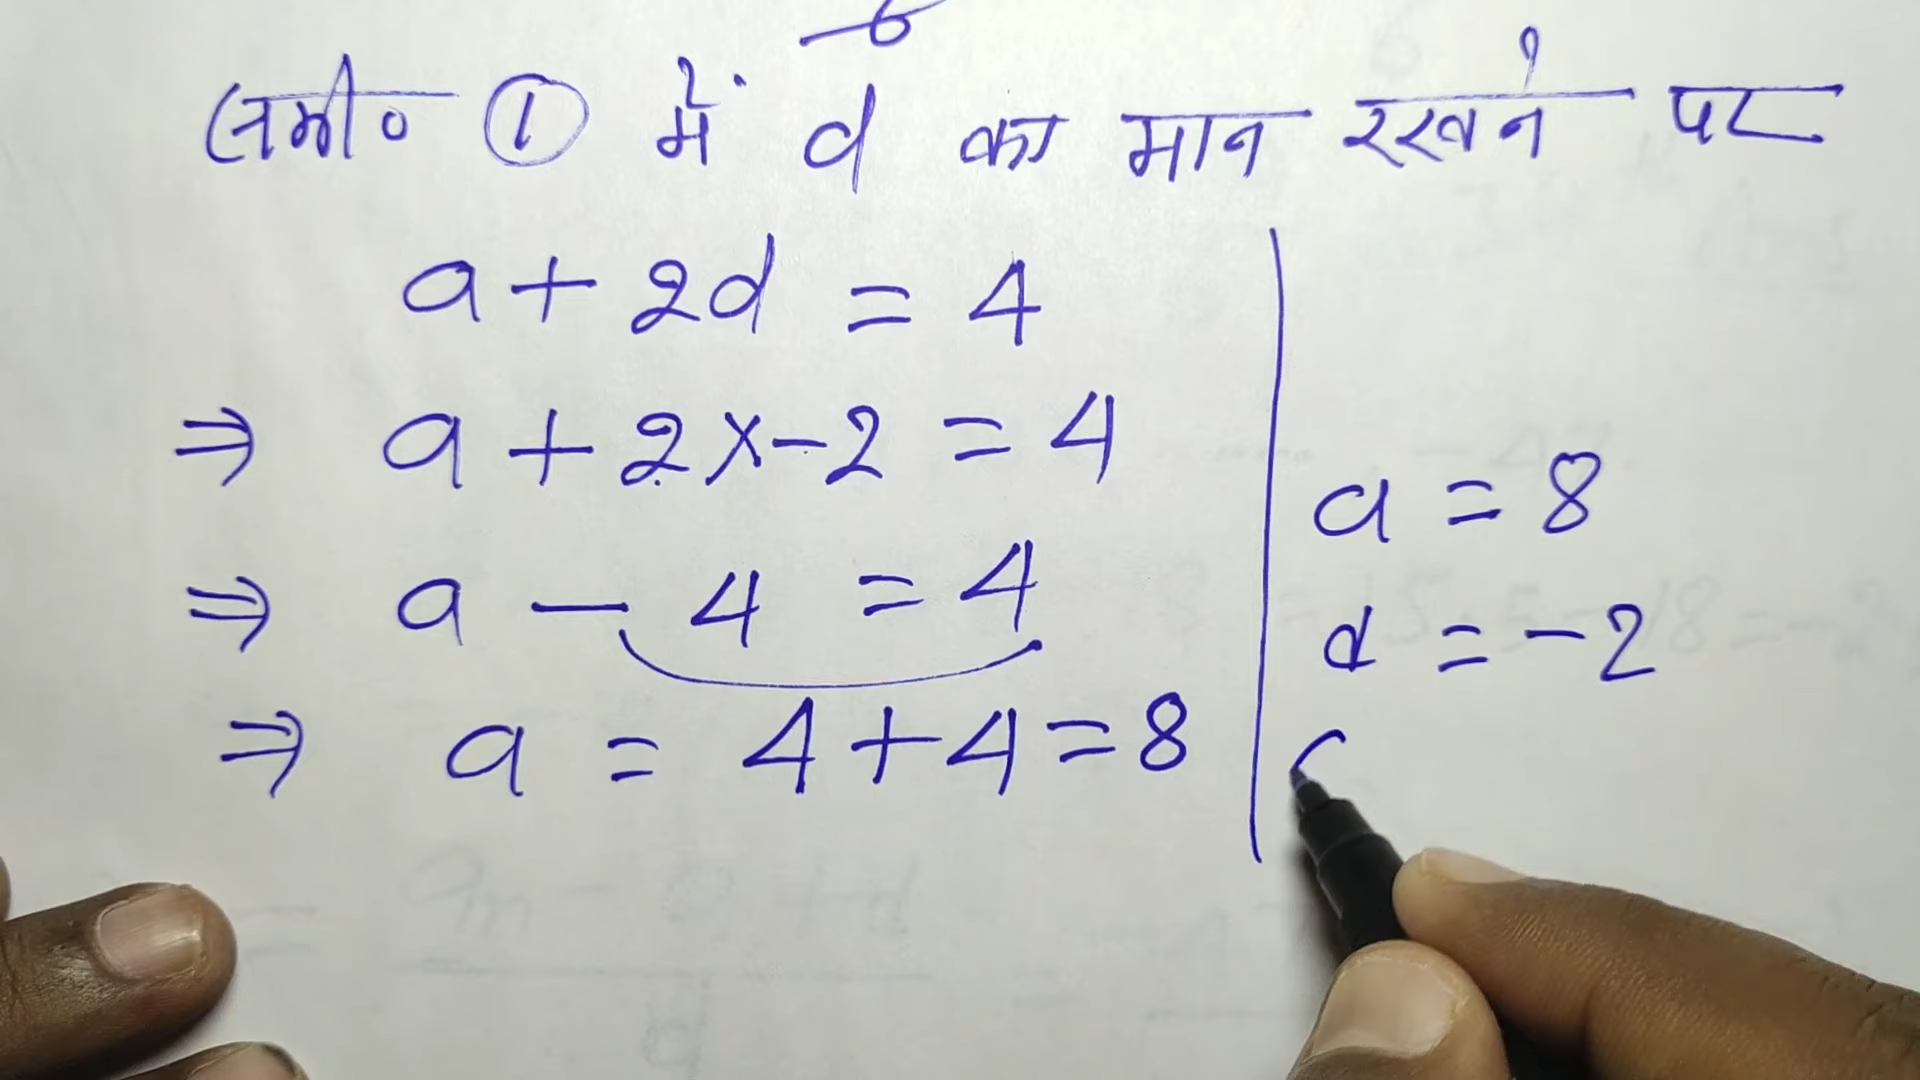 समी० ① में d का मान रखने पर
a + 2d = 4
⇒ a + 2×-2 = 4
⇒ a - 4 = 4
⇒ a = 4+4=8
a = 8
d = -2